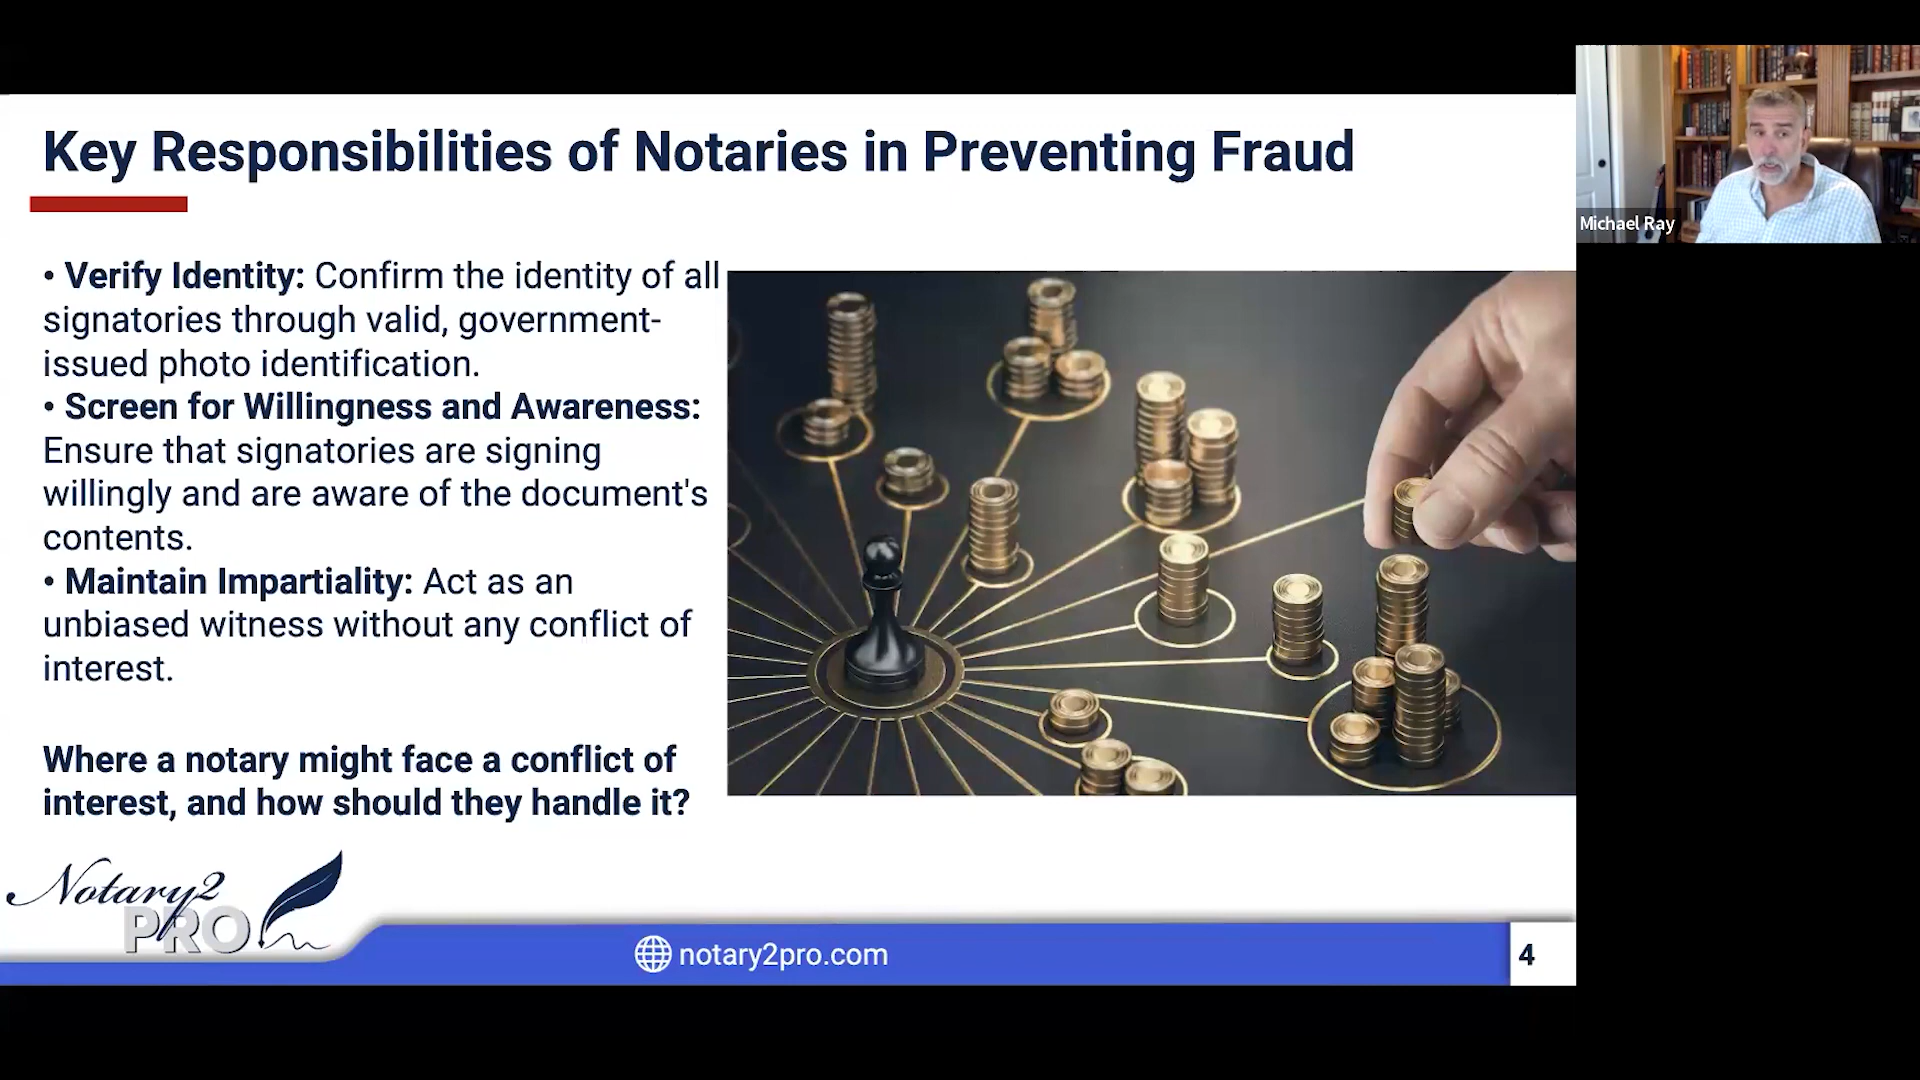 Key Responsibilities of Notaries in Preventing Fraud
Michael Ray
• Verify Identity: Confirm the identity of all
signatories through valid, government-
issued photo identification.
• Screen for Willingness and Awareness:
Ensure that signatories are signing
willingly and are aware of the document's
contents.
• Maintain Impartiality: Act as an
unbiased witness without any conflict of
interest.
Where a notary might face a conflict of
interest, and how should they handle it?
Notary2
PRO
notary2pro.com
4